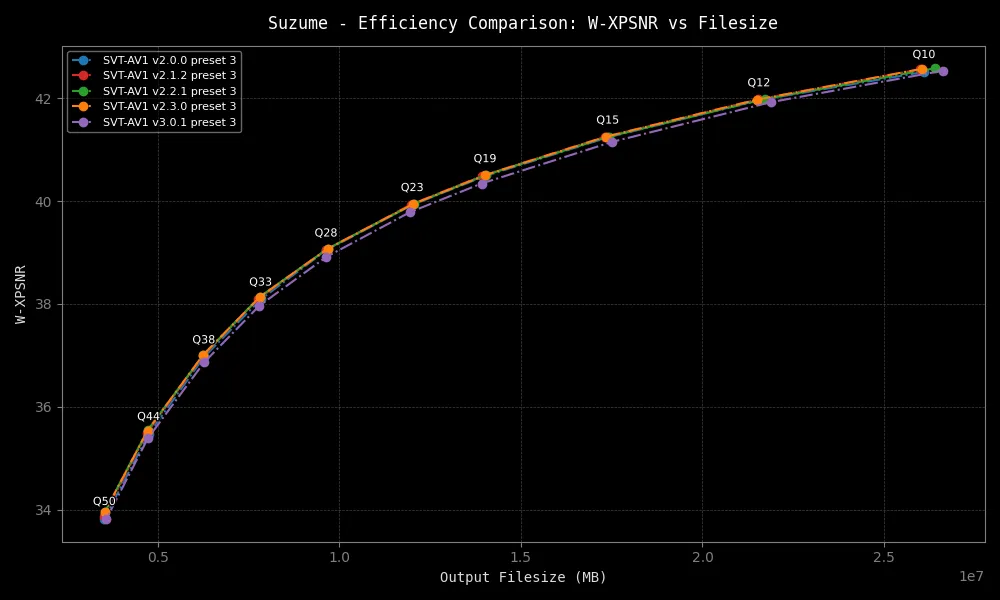 Suzume - Efficiency Comparison: W-XPSNR vs Filesize
SVT-AV1 v2.0.0 preset 3
SVT-AV1 v2.1.2 preset 3
SVT-AV1 v2.2.1 preset 3
SVT-AV1 v2.3.0 preset 3
SVT-AV1 v3.0.1 preset 3
Q10
Q12
Q15
Q19
Q23
Q28
Q33
Q38
Q44
Q50
42
40
38
36
34
W-XPSNR
0.5
1.0
1.5
2.0
2.5
1e7
Output Filesize (MB)